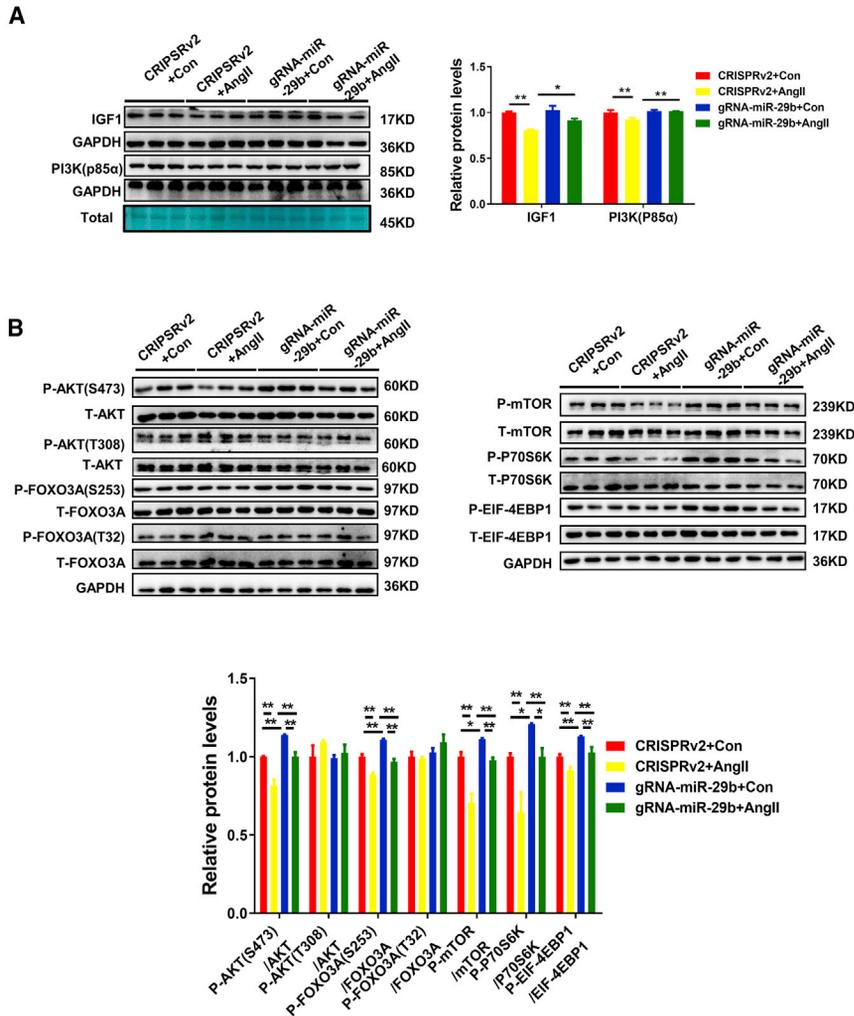 A
CRIPSRv2
+Con
CRIPSRv2
+AngII
gRNA-miR
-29b+Con
gRNA-miR
-29b+AngII
IGF1
17KD
GAPDH
36KD
PI3K(p85α)
85KD
GAPDH
36KD
Total
45KD
Relative protein levels
1.5
1.0
0.5
0.0
**
*
**
**
IGF1
PI3K(P85α)
CRISPRv2+Con
CRISPRv2+AngII
gRNA-miR-29b+Con
gRNA-miR-29b+AngII
B
CRIPSRv2
+Con
CRIPSRv2
+AngII
gRNA-miR
-29b+Con
gRNA-miR
-29b+AngII
P-AKT(S473)
60KD
T-AKT
60KD
P-AKT(T308)
60KD
T-AKT
60KD
P-FOXO3A(S253)
97KD
T-FOXO3A
97KD
P-FOXO3A(T32)
97KD
T-FOXO3A
97KD
GAPDH
36KD
CRIPSRv2
+Con
CRIPSRv2
+AngII
gRNA-miR
-29b+Con
gRNA-miR
-29b+AngII
P-mTOR
239KD
T-mTOR
239KD
P-P70S6K
70KD
T-P70S6K
70KD
P-EIF-4EBP1
17KD
T-EIF-4EBP1
17KD
GAPDH
36KD
Relative protein levels
1.5
1.0
0.5
0.0
** **
** **
** **
** **
** **
* **
** **
* *
** **
** **
P-AKT(S473)
/AKT
P-AKT(T308)
/AKT
P-FOXO3A(S253)
/FOXO3A
P-FOXO3A(T32)
/FOXO3A
P-mTOR
/mTOR
P-P70S6K
/P70S6K
P-EIF-4EBP1
/EIF-4EBP1
CRISPRv2+Con
CRISPRv2+AngII
gRNA-miR-29b+Con
gRNA-miR-29b+AngII